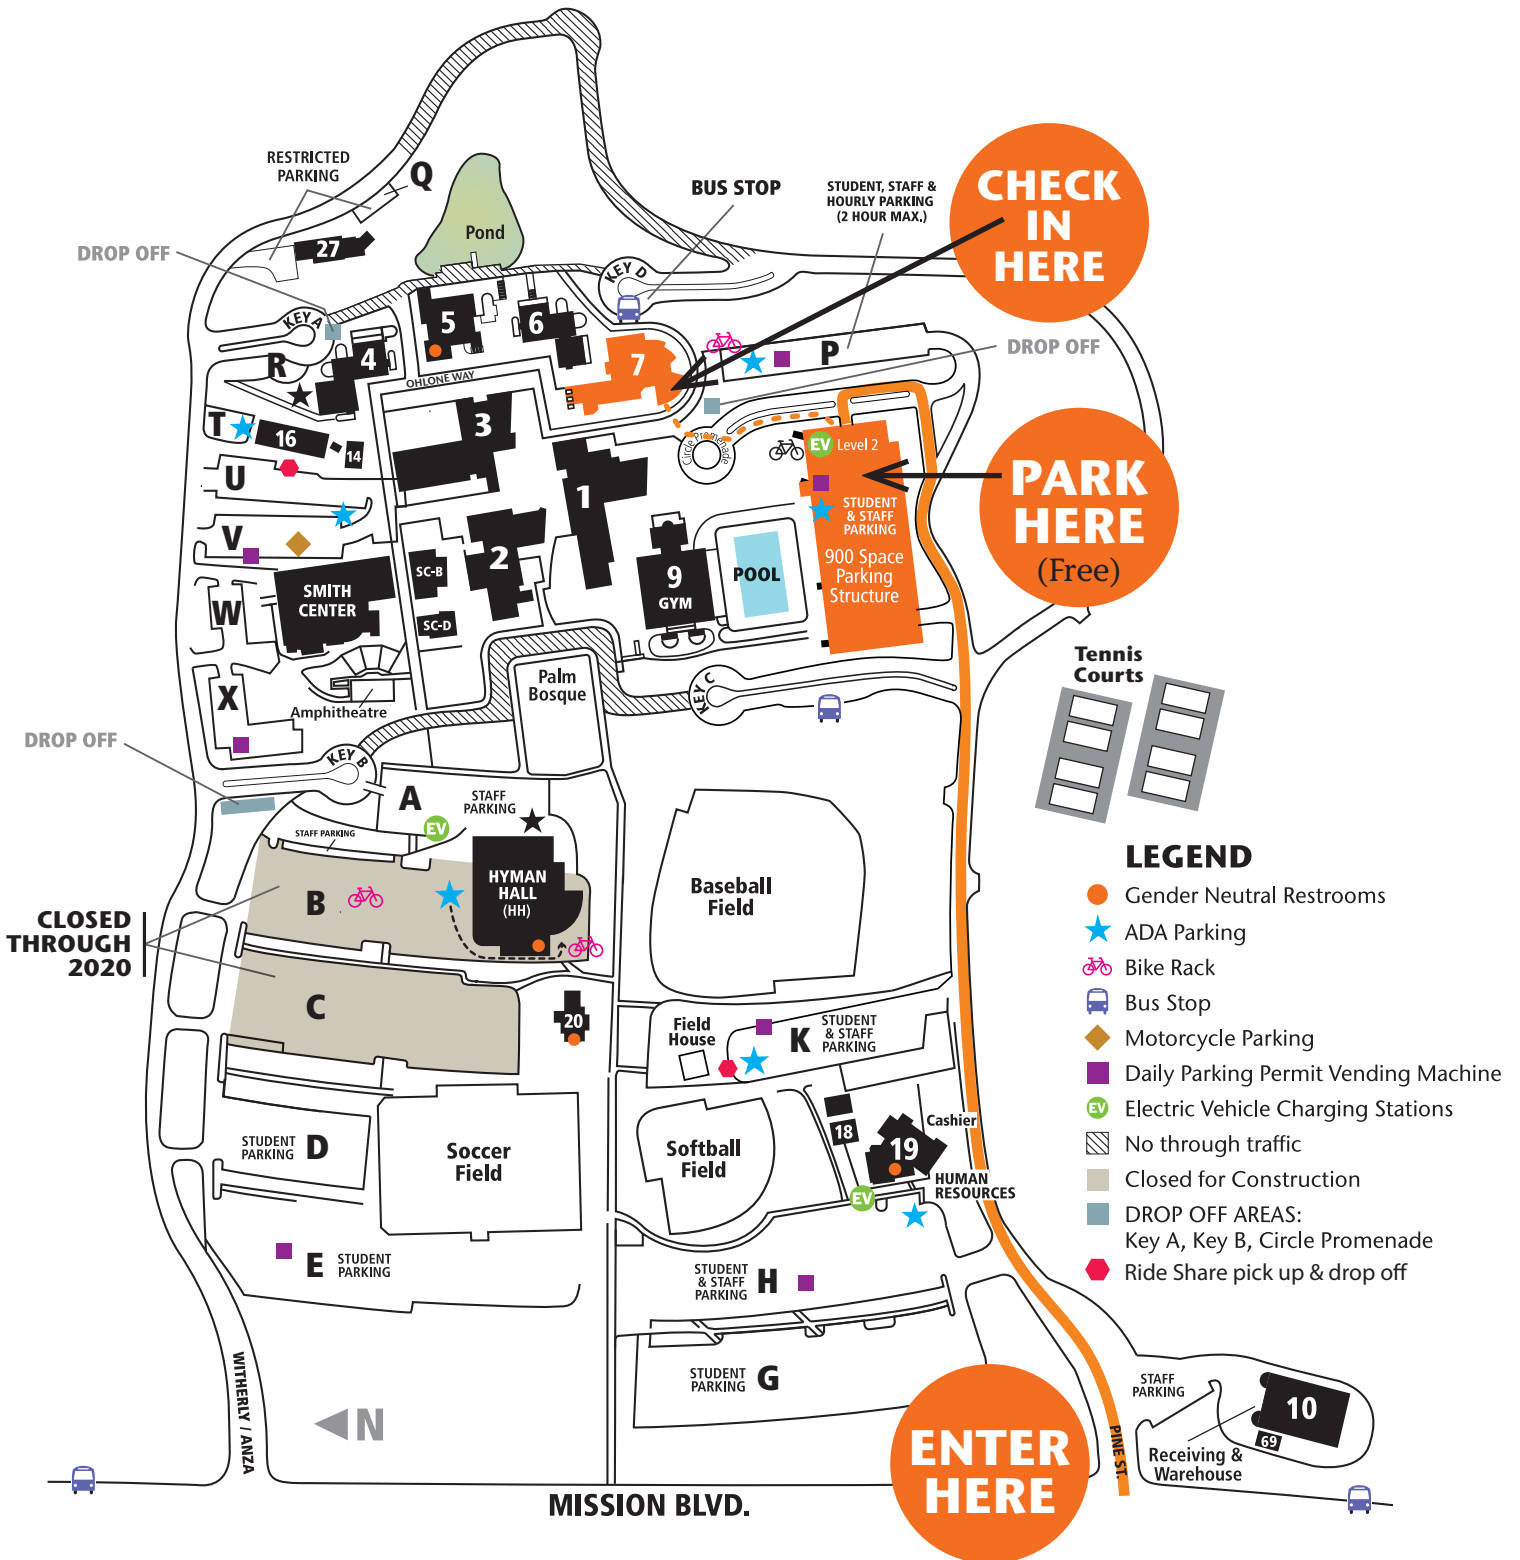 RESTRICTED
PARKING
Q
BUS STOP
STUDENT, STAFF &
HOURLY PARKING
(2 HOUR MAX.)
CHECK
IN
HERE
DROP OFF
27
Pond
KEY D
KEY A
5
6
7
P
DROP OFF
R
4
OHLONE WAY
T
16
14
3
Circle Promenade
EV
Level 2
U
PARK
HERE
(Free)
STUDENT
& STAFF
PARKING
900 Space
Parking
Structure
V
1
2
SC-B
SC-D
9
GYM
POOL
W
SMITH
CENTER
X
Amphitheatre
Palm
Bosque
KEY C
Tennis
Courts
DROP OFF
KEY B
A
STAFF
PARKING
EV
STAFF PARKING
HYMAN
HALL
(HH)
B
CLOSED
THROUGH
2020
C
20
Baseball
Field
LEGEND
Gender Neutral Restrooms
ADA Parking
Bike Rack
Bus Stop
Motorcycle Parking
Daily Parking Permit Vending Machine
EV
Electric Vehicle Charging Stations
No through traffic
Closed for Construction
DROP OFF AREAS:
Key A, Key B, Circle Promenade
Ride Share pick up & drop off
Field
House
K
STUDENT
& STAFF
PARKING
18
19
Cashier
HUMAN
RESOURCES
EV
STUDENT
PARKING
D
Soccer
Field
Softball
Field
E
STUDENT
PARKING
STUDENT
& STAFF
PARKING
H
STUDENT
PARKING
G
WITHERLY / ANZA
N
ENTER
HERE
PINE ST.
STAFF
PARKING
10
69
Receiving &
Warehouse
MISSION BLVD.